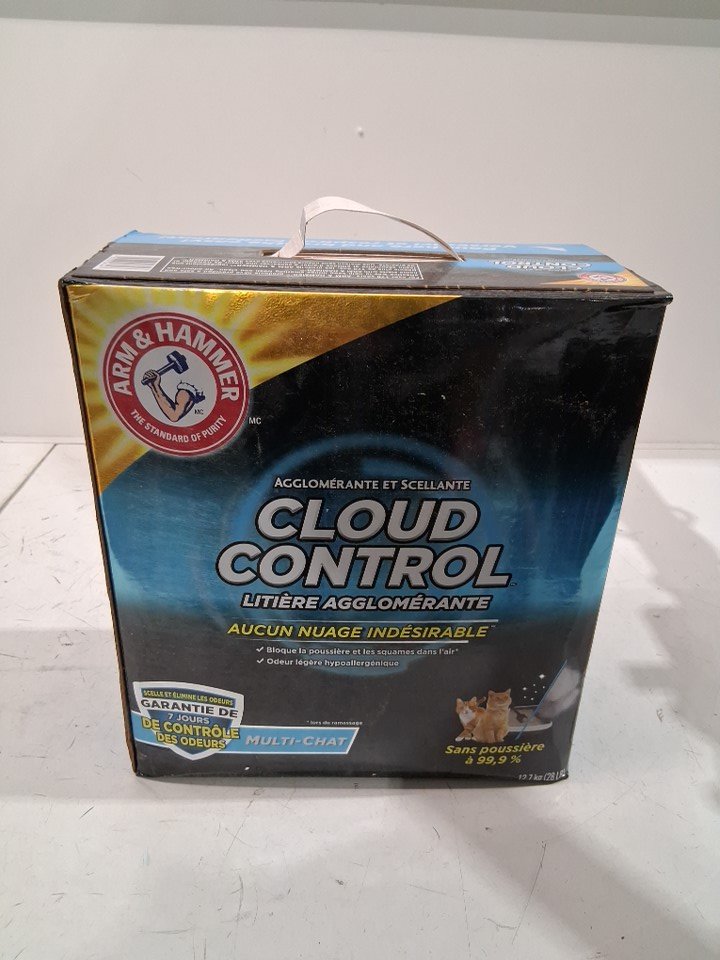 ARM & HAMMER
THE STANDARD OF PURITY
MC
MC
AGGLOMÉRANTE ET SCELLANTE
CLOUD
CONTROL
LITIÈRE AGGLOMÉRANTE
AUCUN NUAGE INDÉSIRABLE
✓ Bloque la poussière et les squames dans l'air*
✓ Odeur légère hypoallergénique
SCELLE ET ÉLIMINE LES ODEURS
GARANTIE DE
7 JOURS
DE CONTRÔLE
DES ODEURS
*lors du ramassage
MULTI-CHAT
Sans poussière
à 99,9 %
12,7 kg (28